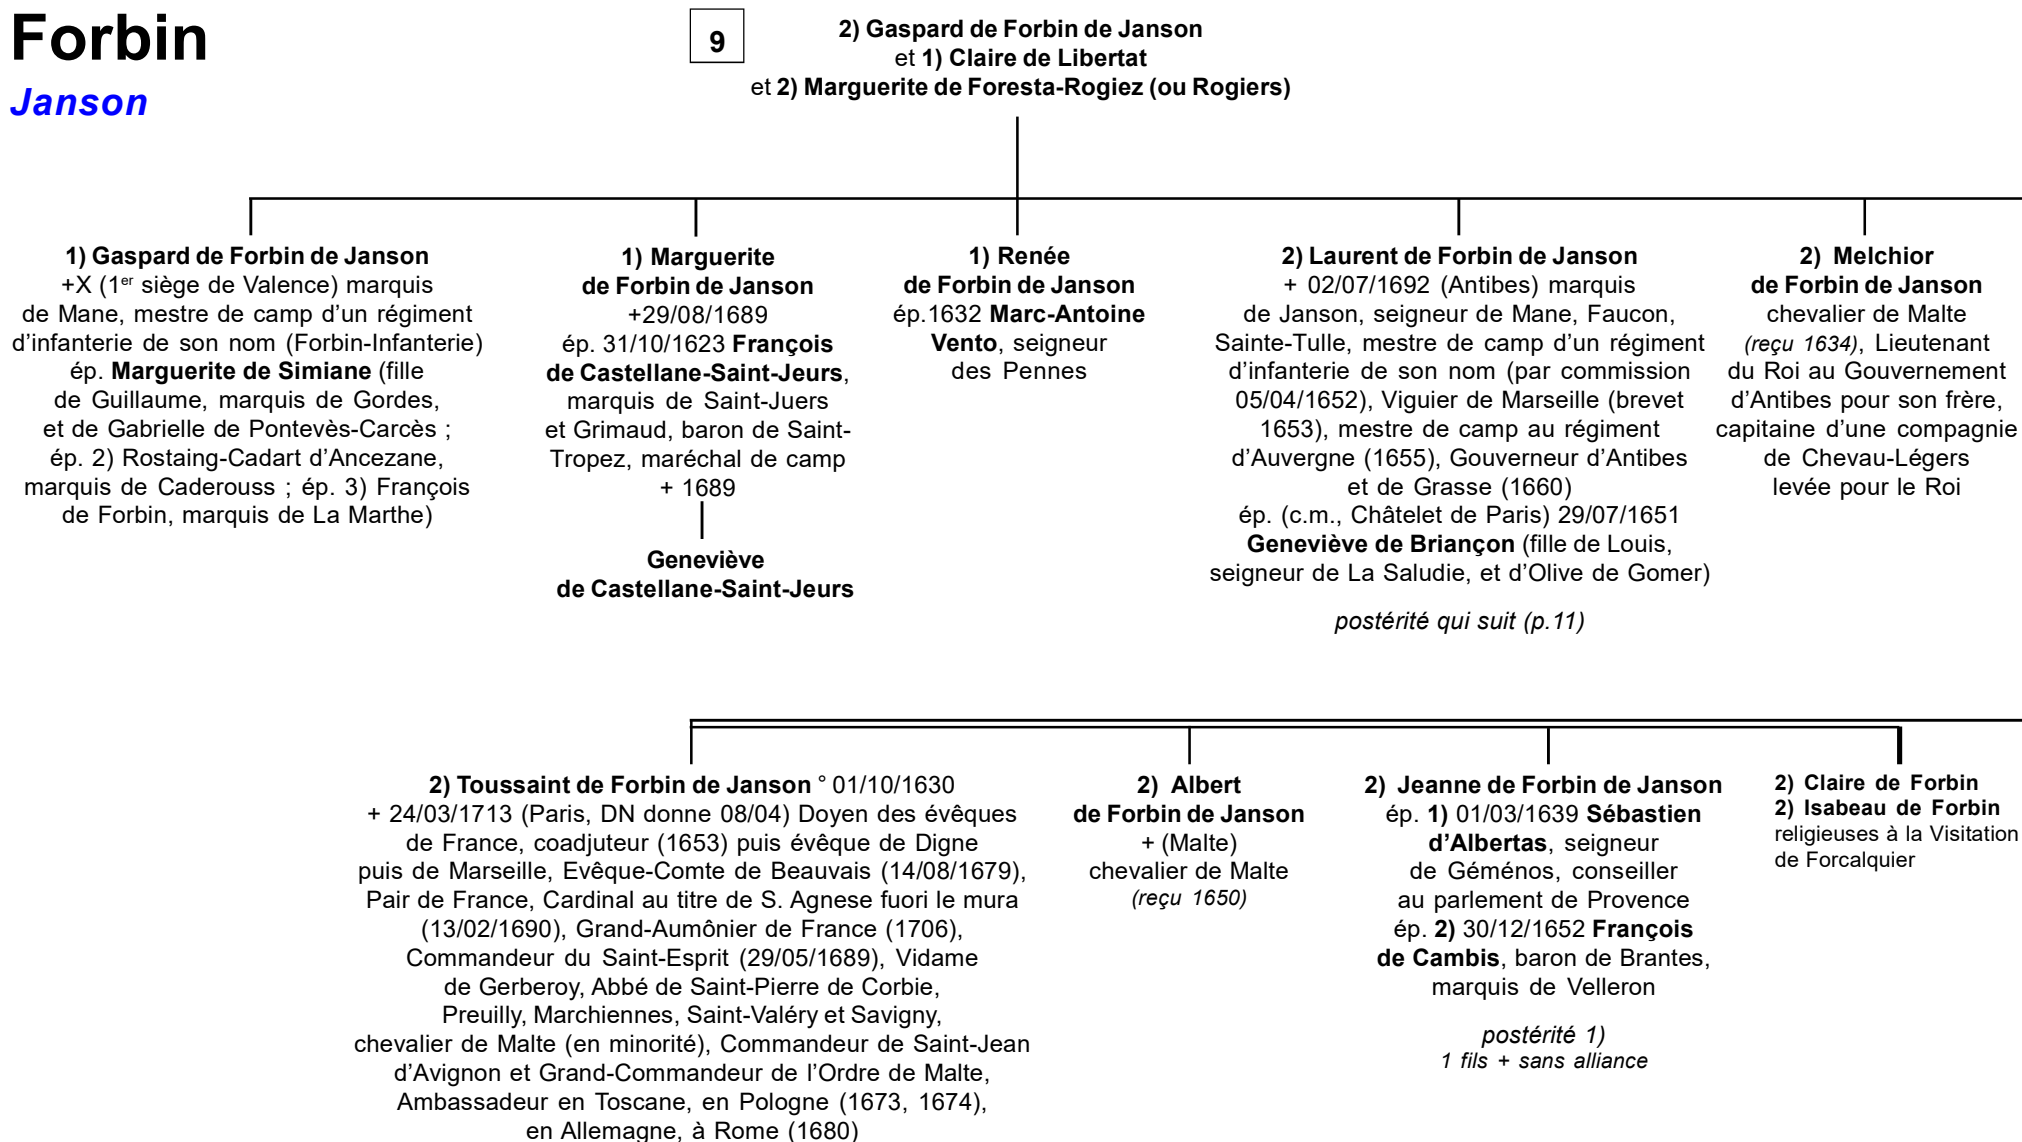 Forbin
Janson
9
2) Gaspard de Forbin de Janson
et 1) Claire de Libertat
et 2) Marguerite de Foresta-Rogiez (ou Rogiers)
1) Gaspard de Forbin de Janson
+X (1er siège de Valence) marquis
de Mane, mestre de camp d’un régiment
d’infanterie de son nom (Forbin-Infanterie)
ép. Marguerite de Simiane (fille
de Guillaume, marquis de Gordes,
et de Gabrielle de Pontevès-Carcès ;
ép. 2) Rostaing-Cadart d’Ancezane,
marquis de Caderouss ; ép. 3) François
de Forbin, marquis de La Marthe)
1) Marguerite
de Forbin de Janson
+29/08/1689
ép. 31/10/1623 François
de Castellane-Saint-Jeurs,
marquis de Saint-Juers
et Grimaud, baron de Saint-
Tropez, maréchal de camp
+ 1689
Geneviève
de Castellane-Saint-Jeurs
1) Renée
de Forbin de Janson
ép.1632 Marc-Antoine
Vento, seigneur
des Pennes
2) Laurent de Forbin de Janson
+ 02/07/1692 (Antibes) marquis
de Janson, seigneur de Mane, Faucon,
Sainte-Tulle, mestre de camp d’un régiment
d’infanterie de son nom (par commission
05/04/1652), Viguier de Marseille (brevet
1653), mestre de camp au régiment
d’Auvergne (1655), Gouverneur d’Antibes
et de Grasse (1660)
ép. (c.m., Châtelet de Paris) 29/07/1651
Geneviève de Briançon (fille de Louis,
seigneur de La Saludie, et d’Olive de Gomer)
postérité qui suit (p.11)
2) Melchior
de Forbin de Janson
chevalier de Malte
(reçu 1634), Lieutenant
du Roi au Gouvernement
d’Antibes pour son frère,
capitaine d’une compagnie
de Chevau-Légers
levée pour le Roi
2) Toussaint de Forbin de Janson ° 01/10/1630
+ 24/03/1713 (Paris, DN donne 08/04) Doyen des évêques
de France, coadjuteur (1653) puis évêque de Digne
puis de Marseille, Evêque-Comte de Beauvais (14/08/1679),
Pair de France, Cardinal au titre de S. Agnese fuori le mura
(13/02/1690), Grand-Aumônier de France (1706),
Commandeur du Saint-Esprit (29/05/1689), Vidame
de Gerberoy, Abbé de Saint-Pierre de Corbie,
Preuilly, Marchiennes, Saint-Valéry et Savigny,
chevalier de Malte (en minorité), Commandeur de Saint-Jean
d’Avignon et Grand-Commandeur de l’Ordre de Malte,
Ambassadeur en Toscane, en Pologne (1673, 1674),
en Allemagne, à Rome (1680)
2) Albert
de Forbin de Janson
+ (Malte)
chevalier de Malte
(reçu 1650)
2) Jeanne de Forbin de Janson
ép. 1) 01/03/1639 Sébastien
d’Albertas, seigneur
de Géménos, conseiller
au parlement de Provence
ép. 2) 30/12/1652 François
de Cambis, baron de Brantes,
marquis de Velleron
postérité 1)
1 fils + sans alliance
2) Claire de Forbin
2) Isabeau de Forbin
religieuses à la Visitation
de Forcalquier